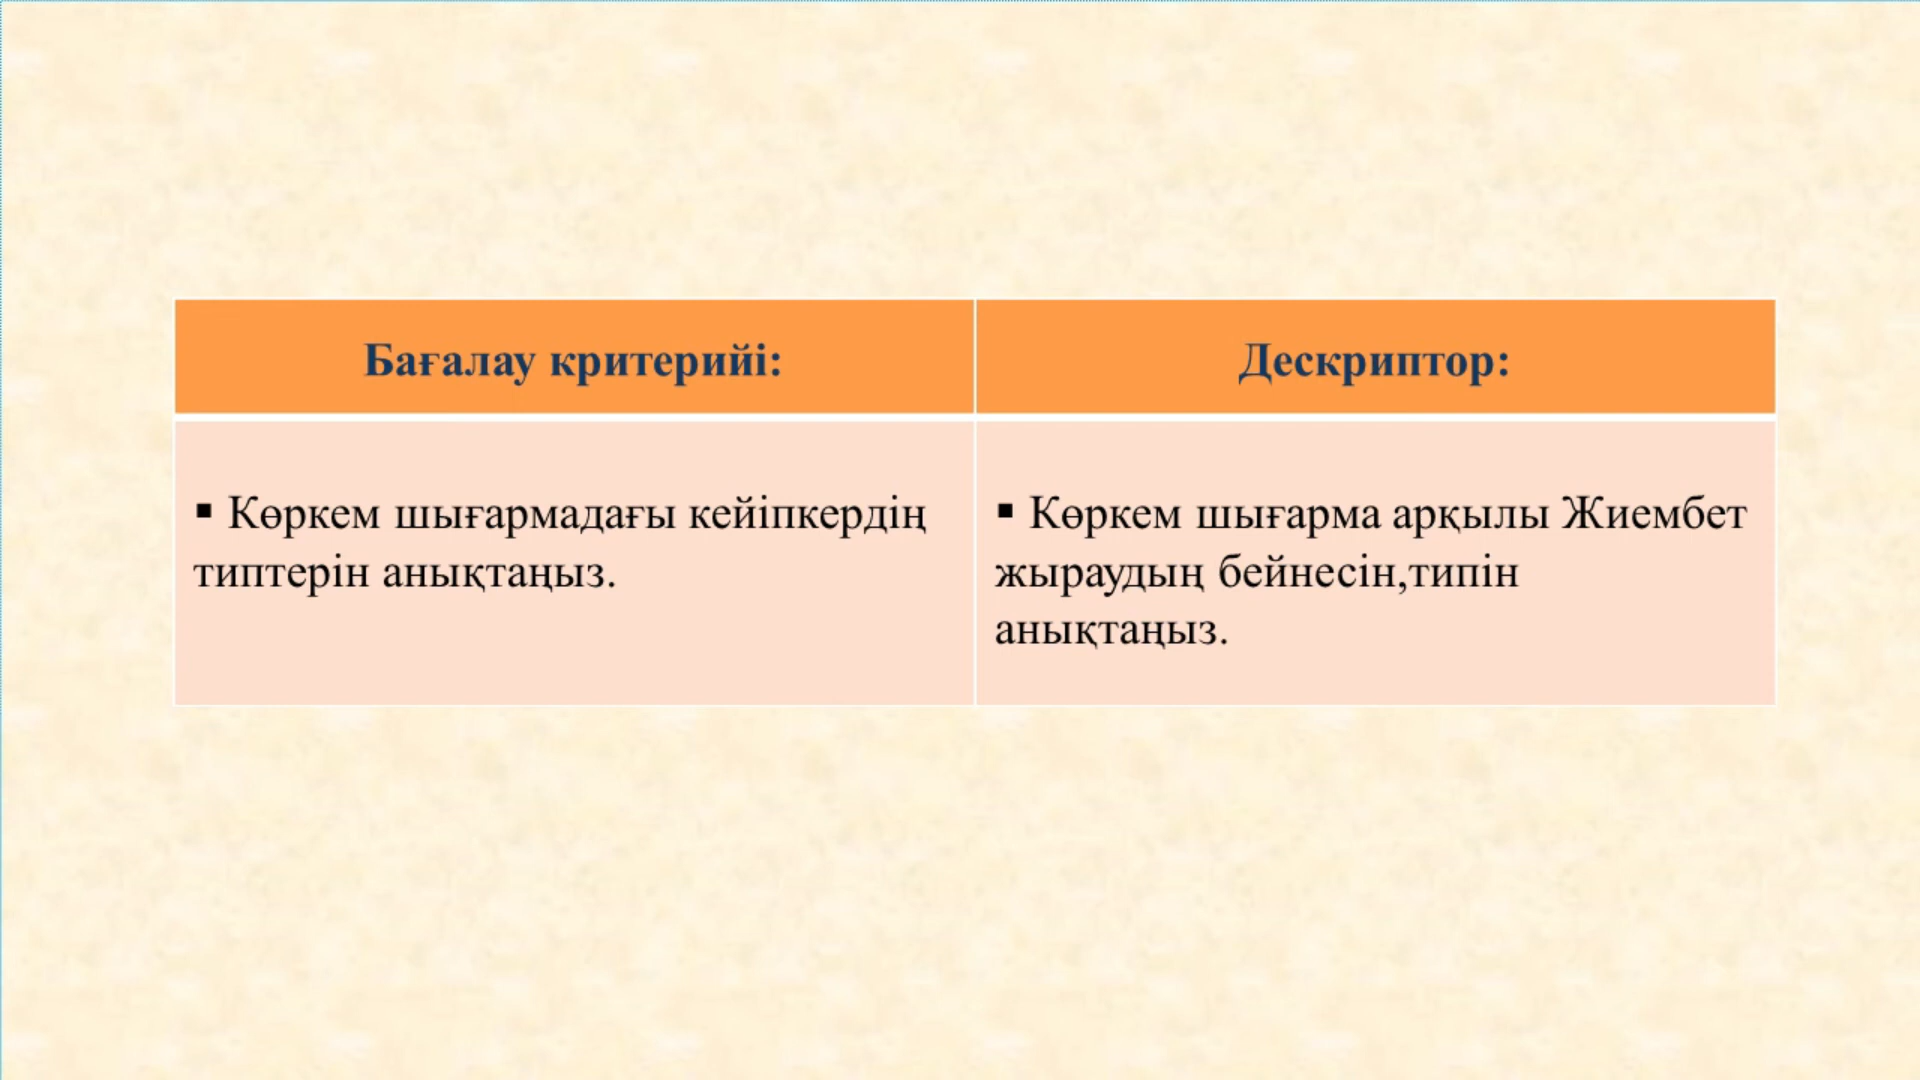 Бағалау критерийі:
Дескриптор:
▪ Көркем шығармадағы кейіпкердің
типтерін анықтаңыз.
▪ Көркем шығарма арқылы Жиембет
жыраудың бейнесін,типін
анықтаңыз.